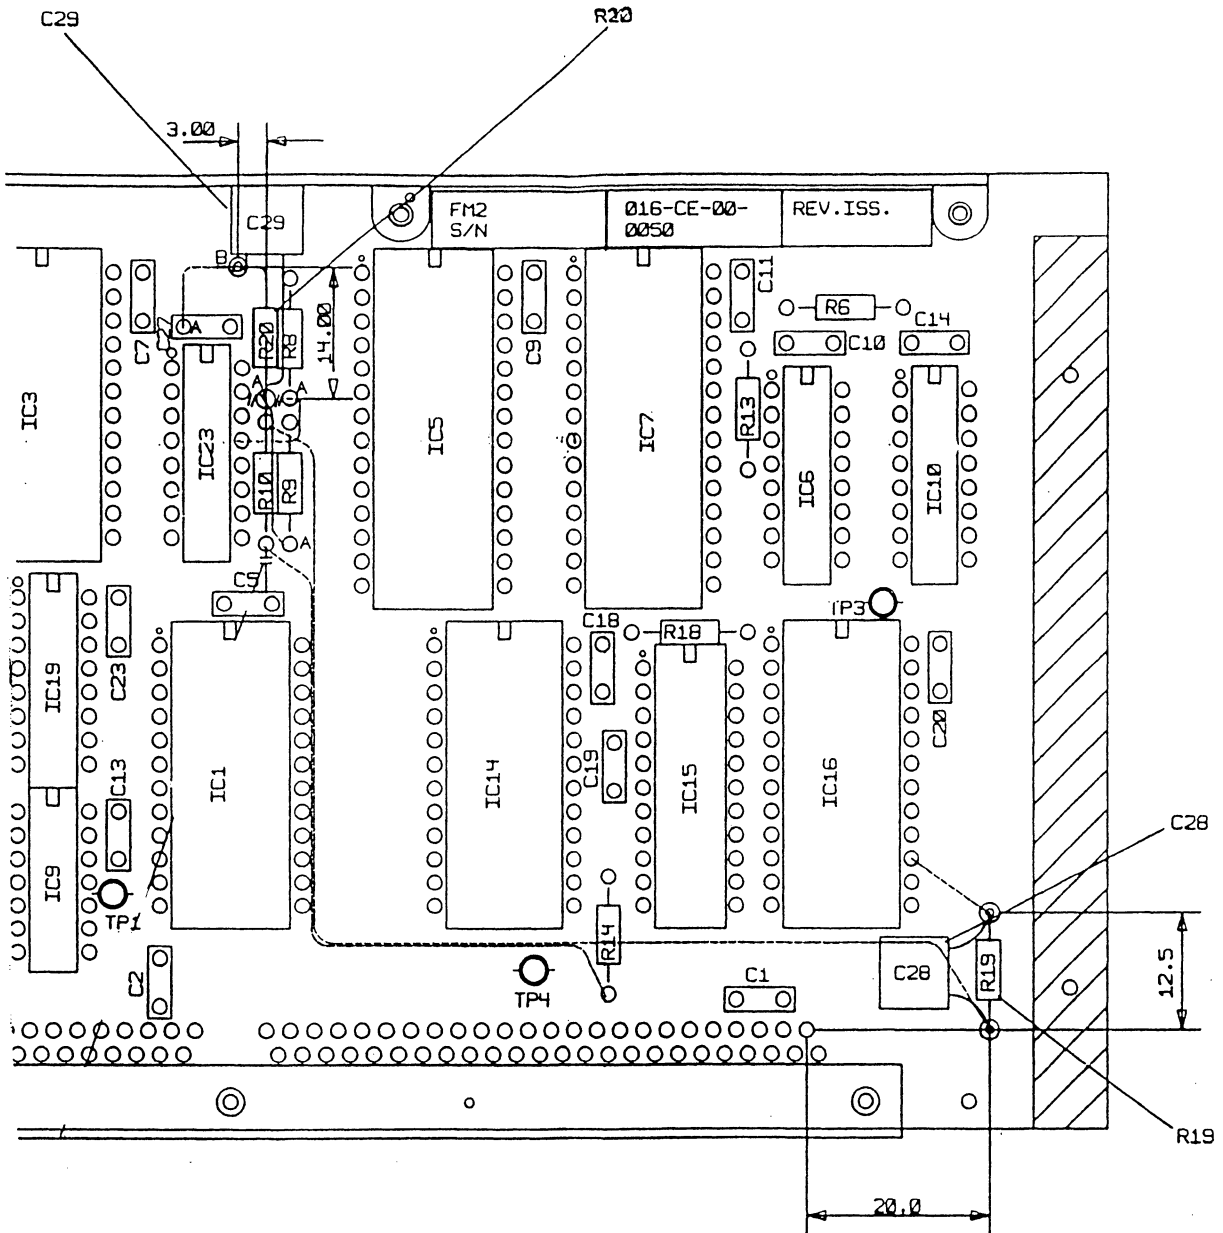 C29
R20
3.00
C29
FM2
S/N
016-CE-00-
0050
REV.ISS.
B
C11
C7
C27
A
R20
R8
14.00
C9
R6
C10
C14
A
A
IC3
IC23
IC5
IC7
R13
IC6
IC10
R10
R9
A
C5
TP3
C18
R18
IC19
C23
C20
C13
IC1
IC14
C19
IC15
IC16
C28
IC9
TP1
R14
C2
TP4
C1
C28
R19
12.5
R19
20.0